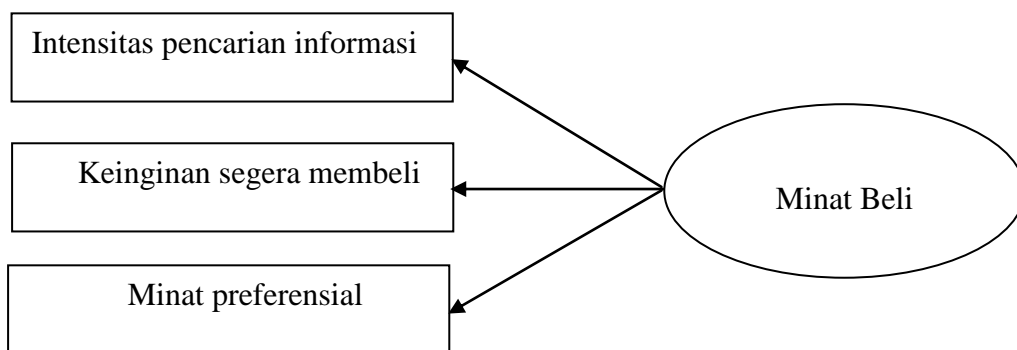 Intensitas pencarian informasi
Keinginan segera membeli
Minat Beli
Minat preferensial